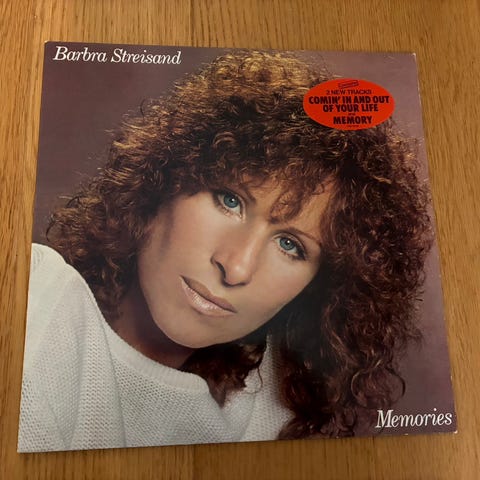 Barbra Streisand
2 NEW TRACKS
COMIN' IN AND OUT
OF YOUR LIFE
MEMORY
Memories